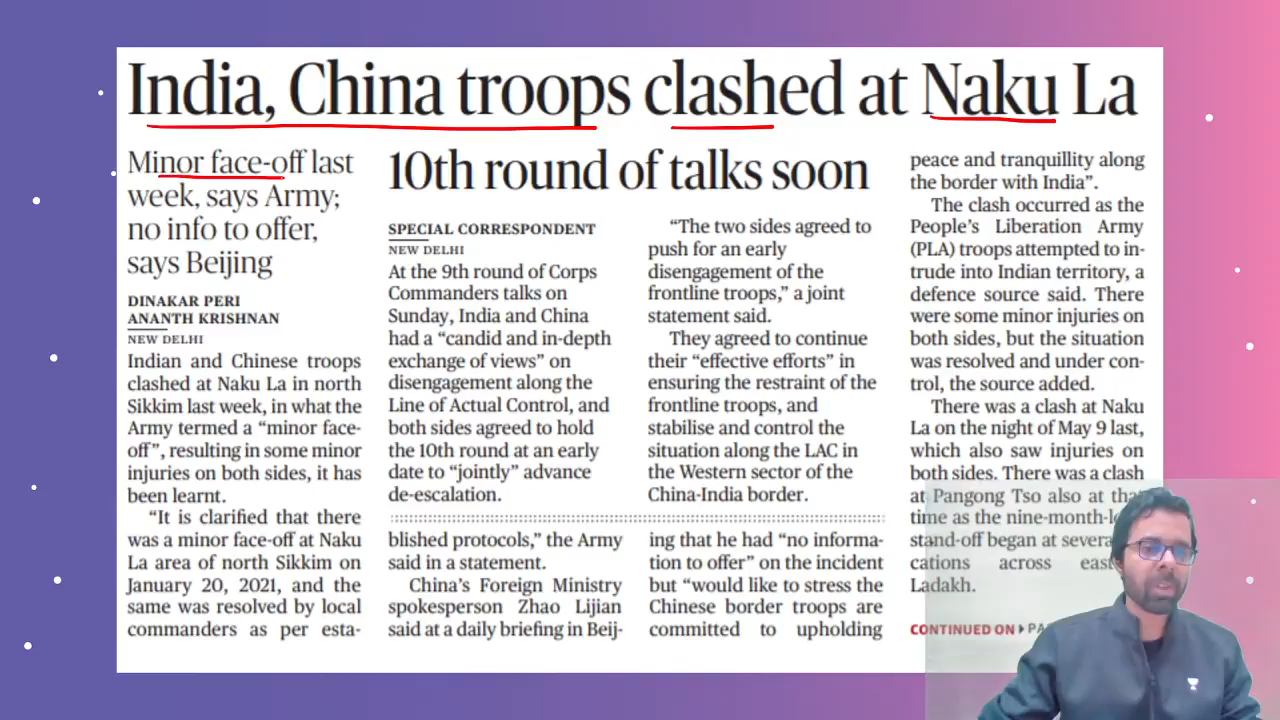 India, China troops clashed at Naku La
Minor face-off last
week, says Army;
no info to offer,
says Beijing
DINAKAR PERI
ANANTH KRISHNAN
NEW DELHI
Indian and Chinese troops
clashed at Naku La in north
Sikkim last week, in what the
Army termed a “minor face-
off”, resulting in some minor
injuries on both sides, it has
been learnt.
“It is clarified that there
was a minor face-off at Naku
La area of north Sikkim on
January 20, 2021, and the
same was resolved by local
commanders as per esta-
10th round of talks soon
SPECIAL CORRESPONDENT
NEW DELHI
At the 9th round of Corps
Commanders talks on
Sunday, India and China
had a “candid and in-depth
exchange of views” on
disengagement along the
Line of Actual Control, and
both sides agreed to hold
the 10th round at an early
date to “jointly” advance
de-escalation.
“The two sides agreed to
push for an early
disengagement of the
frontline troops,” a joint
statement said.
They agreed to continue
their “effective efforts” in
ensuring the restraint of the
frontline troops, and
stabilise and control the
situation along the LAC in
the Western sector of the
China-India border.
blished protocols,” the Army
said in a statement.
China’s Foreign Ministry
spokesperson Zhao Lijian
said at a daily briefing in Beij-
ing that he had “no informa-
tion to offer” on the incident
but “would like to stress the
Chinese border troops are
committed to upholding
peace and tranquillity along
the border with India”.
The clash occurred as the
People’s Liberation Army
(PLA) troops attempted to in-
trude into Indian territory, a
defence source said. There
were some minor injuries on
both sides, but the situation
was resolved and under con-
trol, the source added.
There was a clash at Naku
La on the night of May 9 last,
which also saw injuries on
both sides. There was a clash
at Pangong Tso also at that
time as the nine-month-
stand-off began at
cations across
Ladakh.
CONTINUED ON